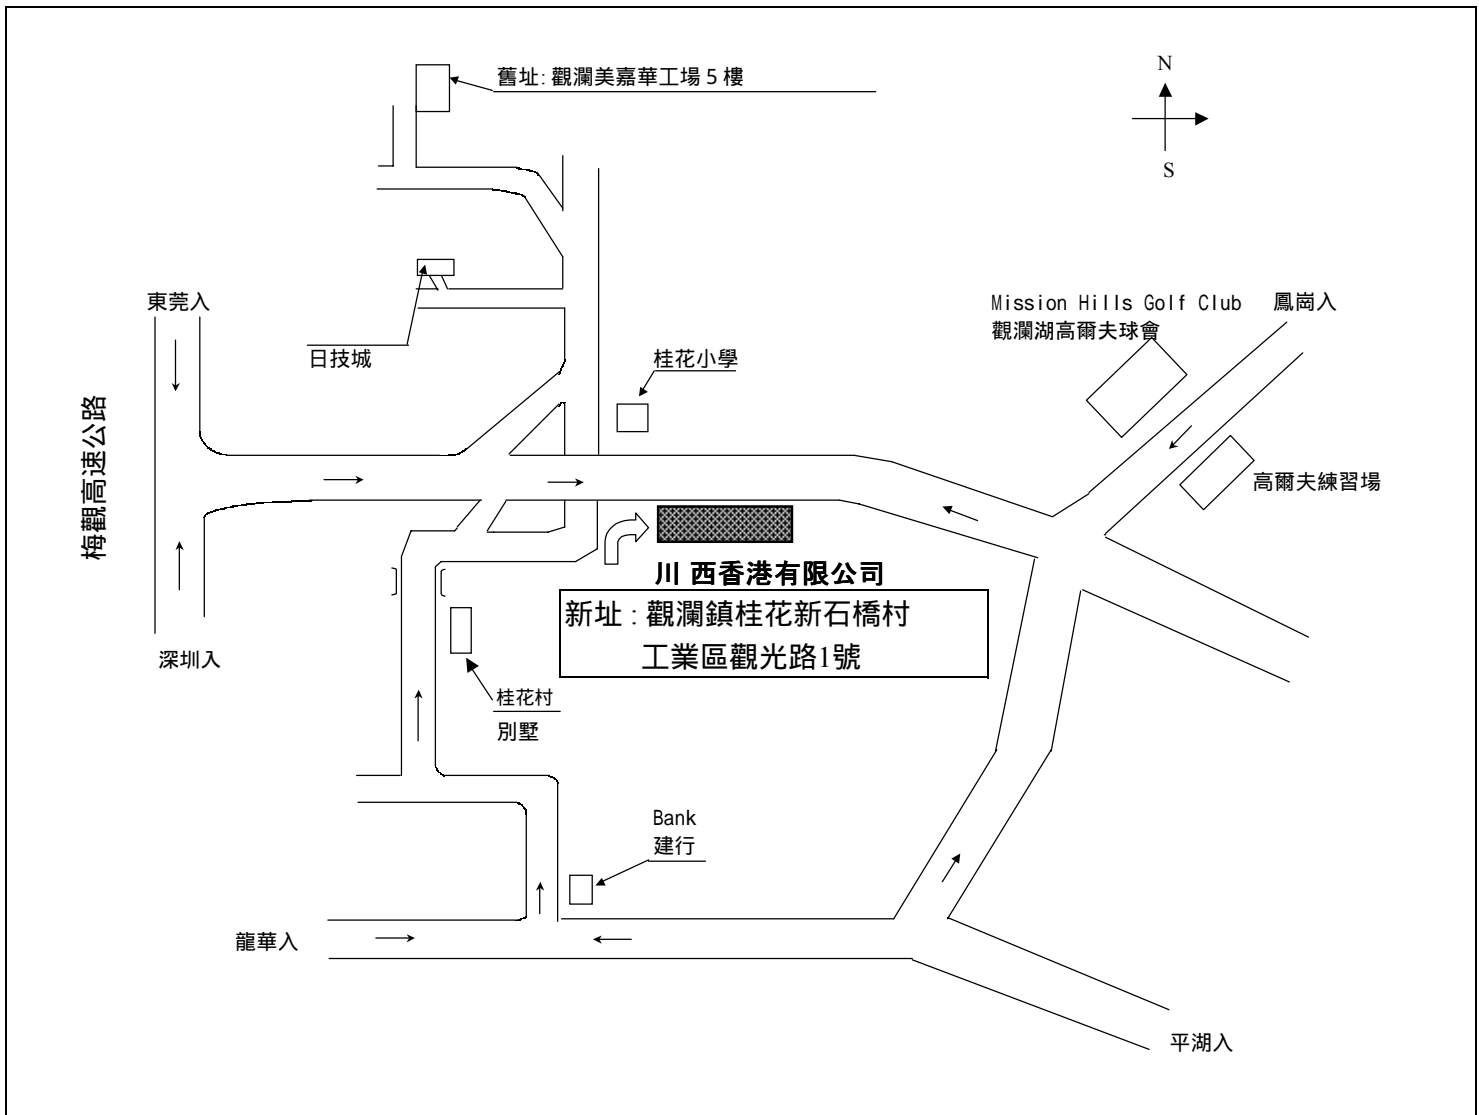 舊址: 觀瀾美嘉華工場 5 樓
N
S
東莞入
日技城
桂花小學
Mission Hills Golf Club
觀瀾湖高爾夫球會
鳳崗入
高爾夫練習場
梅觀高速公路
川 西香港有限公司
新址 : 觀瀾鎮桂花新石橋村
工業區觀光路1號
深圳入
桂花村
別墅
Bank
建行
龍華入
平湖入